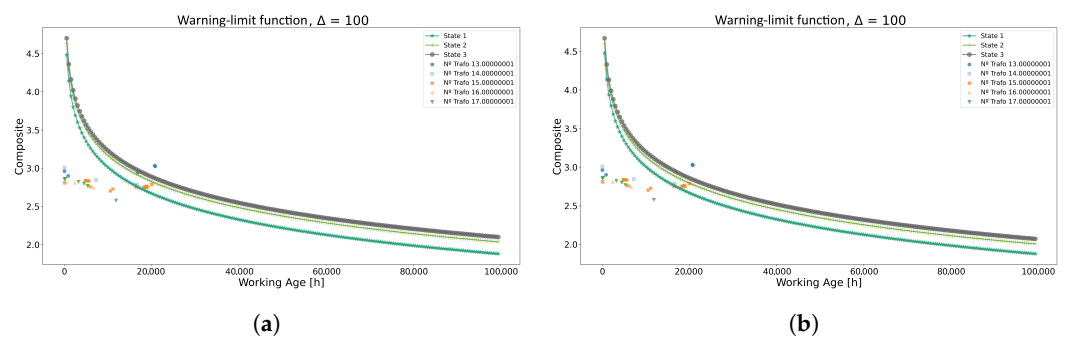 Warning-limit function, Δ = 100
Composite
4.5
4.0
3.5
3.0
2.5
2.0
State 1
State 2
State 3
Nº Trafo 13.00000001
Nº Trafo 14.00000001
Nº Trafo 15.00000001
Nº Trafo 16.00000001
Nº Trafo 17.00000001
0
20,000
40,000
60,000
80,000
100,000
Working Age [h]
(a)
Warning-limit function, Δ = 100
Composite
4.5
4.0
3.5
3.0
2.5
2.0
State 1
State 2
State 3
Nº Trafo 13.00000001
Nº Trafo 14.00000001
Nº Trafo 15.00000001
Nº Trafo 16.00000001
Nº Trafo 17.00000001
0
20,000
40,000
60,000
80,000
100,000
Working Age [h]
(b)